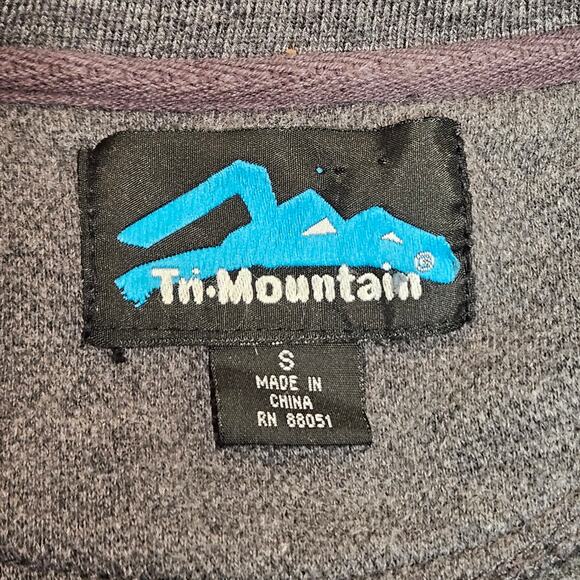 Tri·Mountain®
S
MADE IN
CHINA
RN 88051